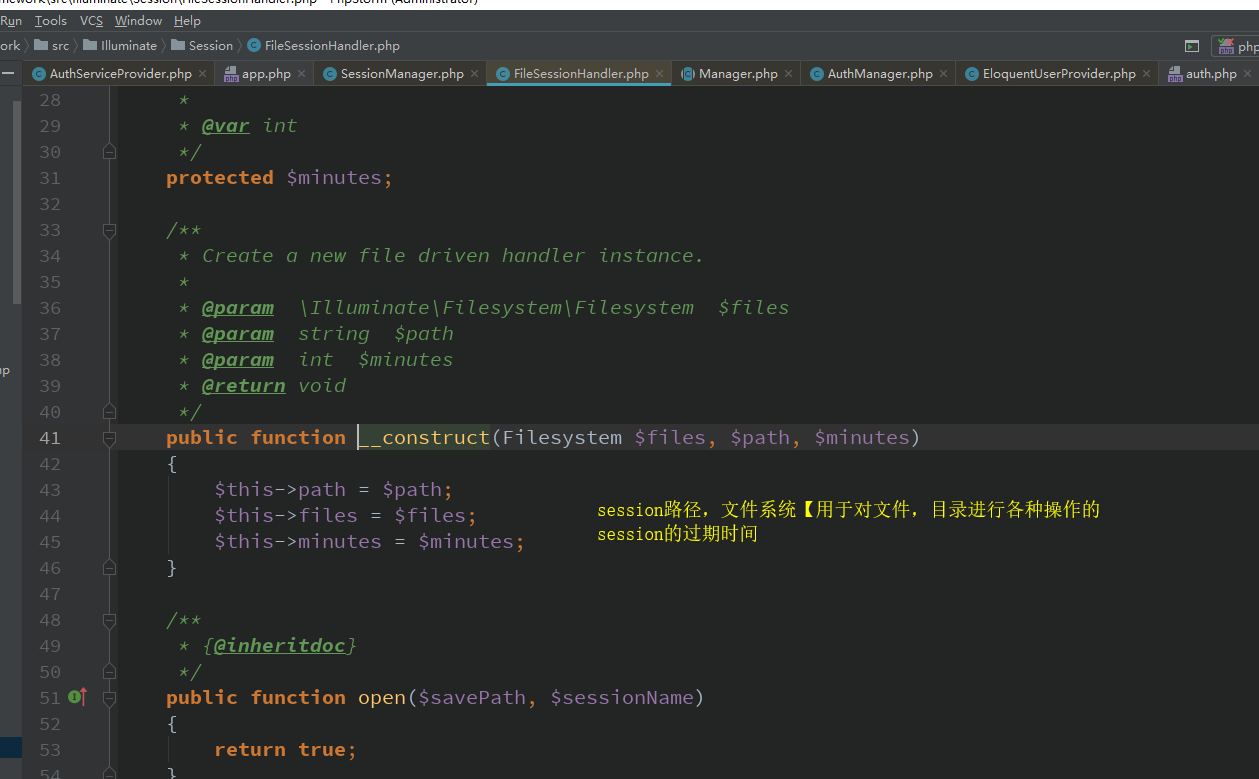 mework\src\Illuminate\Session\FileSessionHandler.php - PhpStorm (Administrator)
Run Tools VCS Window Help
ork src Illuminate Session FileSessionHandler.php php
AuthServiceProvider.php app.php SessionManager.php FileSessionHandler.php Manager.php AuthManager.php EloquentUserProvider.php auth.php
28 *
29 * @var int
30 */
31 protected $minutes;
32
33 /**
34 * Create a new file driven handler instance.
35 *
36 * @param \Illuminate\Filesystem\Filesystem $files
37 * @param string $path
38 * @param int $minutes
39 * @return void
40 */
41 public function __construct(Filesystem $files, $path, $minutes)
42 {
43 $this->path = $path;
44 $this->files = $files;
45 $this->minutes = $minutes;
session路径，文件系统【用于对文件，目录进行各种操作的
session的过期时间
46 }
47
48 /**
49 * {@inheritdoc}
50 */
51 public function open($savePath, $sessionName)
52 {
53 return true;
54 }